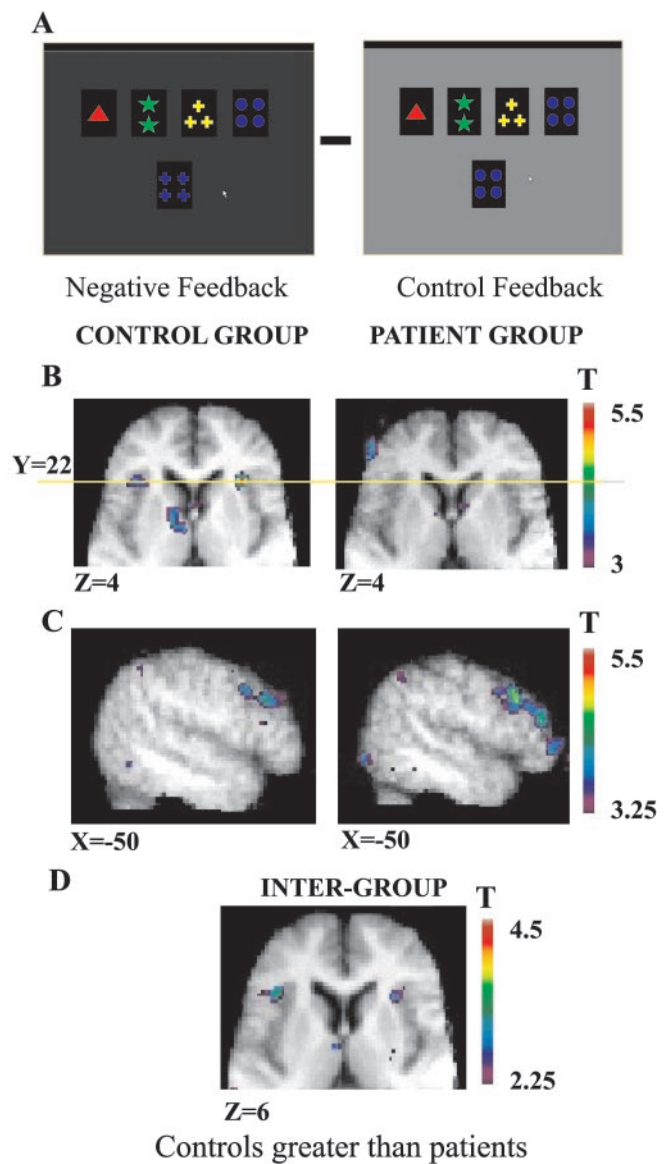 A
Negative Feedback
Control Feedback
CONTROL GROUP
PATIENT GROUP
B
T
5.5
Y=22
3
Z=4
Z=4
C
T
5.5
3.25
X=-50
X=-50
D
INTER-GROUP
T
4.5
2.25
Z=6
Controls greater than patients